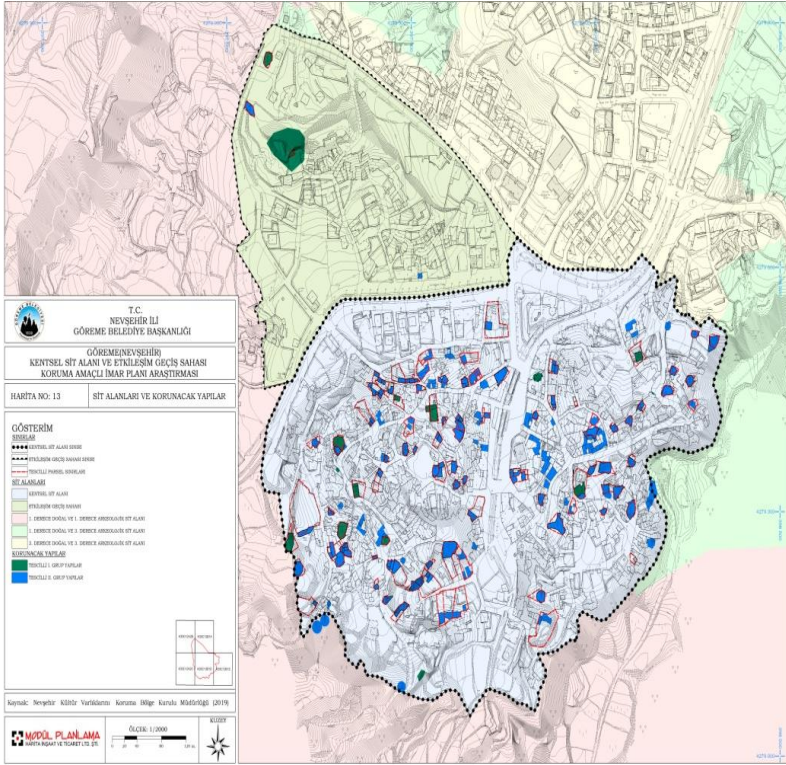 T.C.
NEVŞEHİR İLİ
GÖREME BELEDİYE BAŞKANLIĞI
GÖREME(NEVŞEHİR)
KENTSEL SİT ALANI VE ETKİLEŞİM GEÇİŞ SAHASI
KORUMA AMAÇLI İMAR PLANI ARAŞTIRMASI
HARİTA NO: 13
SİT ALANLARI VE KORUNACAK YAPILAR
GÖSTERİM
SINIRLAR
KENTSEL SİT ALANI SINIRI
ETKİLEŞİM GEÇİŞ SAHASI SINIRI
TESCİLLİ PARSEL SINIRLARI
SİT ALANLARI
KENTSEL SİT ALANI
ETKİLEŞİM GEÇİŞ SAHASI
1. DERECE DOĞAL VE 1. DERECE ARKEOLOJİK SİT ALANI
1. DERECE DOĞAL VE 3. DERECE ARKEOLOJİK SİT ALANI
3. DERECE DOĞAL VE 3. DERECE ARKEOLOJİK SİT ALANI
KORUNACAK YAPILAR
TESCİLLİ 1. GRUP YAPILAR
TESCİLLİ 2. GRUP YAPILAR
Kaynak: Nevşehir Kültür Varlıklarını Koruma Bölge Kurulu Müdürlüğü (2019)
MODÜL PLANLAMA
HARİTA İNŞAAT VE TİCARET LTD. ŞTİ.
ÖLÇEK: 1/2000
KUZEY